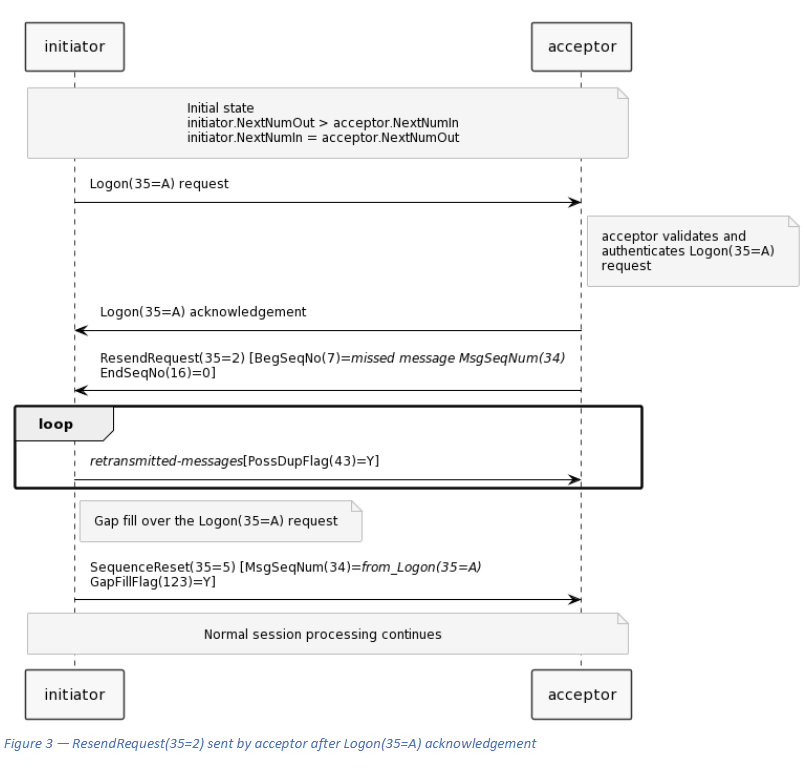 initiator
acceptor
Initial state
initiator.NextNumOut > acceptor.NextNumIn
initiator.NextNumIn = acceptor.NextNumOut
Logon(35=A) request
acceptor validates and
authenticates Logon(35=A)
request
Logon(35=A) acknowledgement
ResendRequest(35=2) [BegSeqNo(7)=missed message MsgSeqNum(34)
EndSeqNo(16)=0]
loop
retransmitted-messages[PossDupFlag(43)=Y]
Gap fill over the Logon(35=A) request
SequenceReset(35=5) [MsgSeqNum(34)=from_Logon(35=A)
GapFillFlag(123)=Y]
Normal session processing continues
initiator
acceptor
Figure 3 — ResendRequest(35=2) sent by acceptor after Logon(35=A) acknowledgement